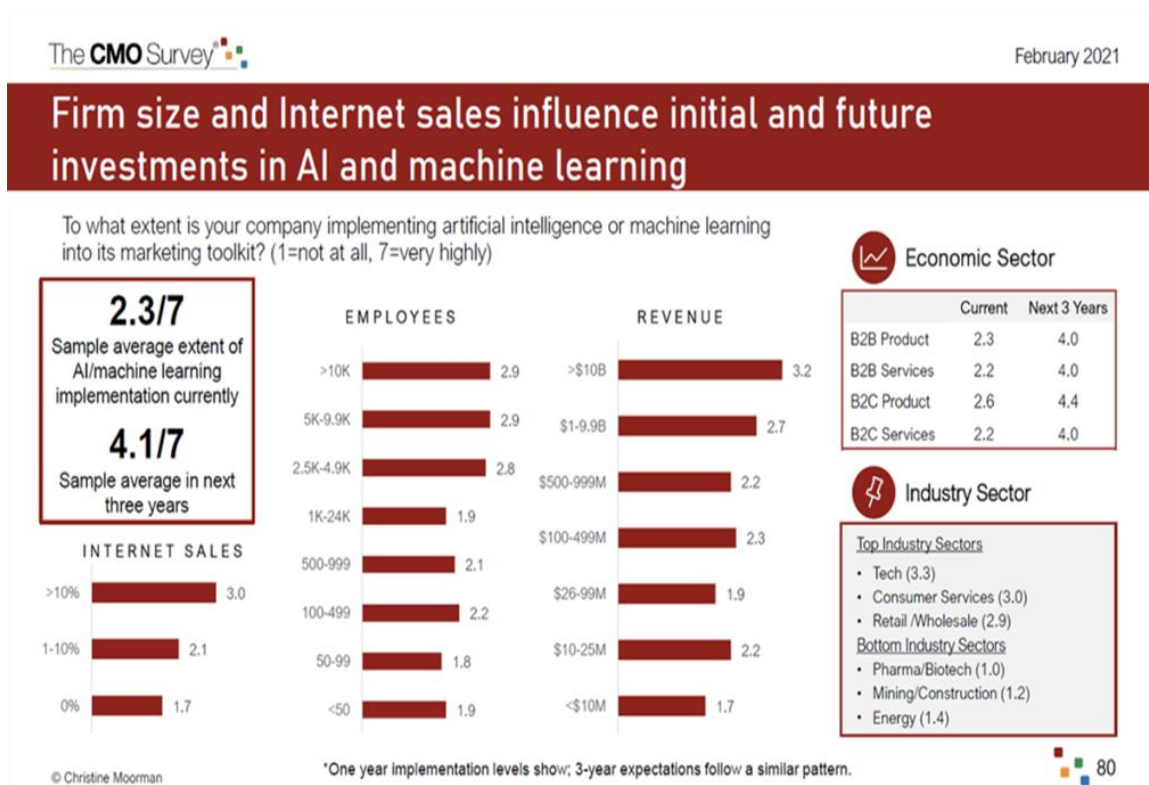 The CMO Survey
February 2021
Firm size and Internet sales influence initial and future
investments in AI and machine learning
To what extent is your company implementing artificial intelligence or machine learning
into its marketing toolkit? (1=not at all, 7=very highly)
2.3/7
Sample average extent of
AI/machine learning
implementation currently
4.1/7
Sample average in next
three years
INTERNET SALES
>10% 3.0
1-10% 2.1
0% 1.7
EMPLOYEES
>10K 2.9
5K-9.9K 2.9
2.5K-4.9K 2.8
1K-24K 1.9
500-999 2.1
100-499 2.2
50-99 1.8
<50 1.9
REVENUE
>$10B 3.2
$1-9.9B 2.7
$500-999M 2.2
$100-499M 2.3
$26-99M 1.9
$10-25M 2.2
<$10M 1.7
Economic Sector
Current Next 3 Years
B2B Product 2.3 4.0
B2B Services 2.2 4.0
B2C Product 2.6 4.4
B2C Services 2.2 4.0
Industry Sector
Top Industry Sectors
• Tech (3.3)
• Consumer Services (3.0)
• Retail /Wholesale (2.9)
Bottom Industry Sectors
• Pharma/Biotech (1.0)
• Mining/Construction (1.2)
• Energy (1.4)
© Christine Moorman
*One year implementation levels show; 3-year expectations follow a similar pattern.
80